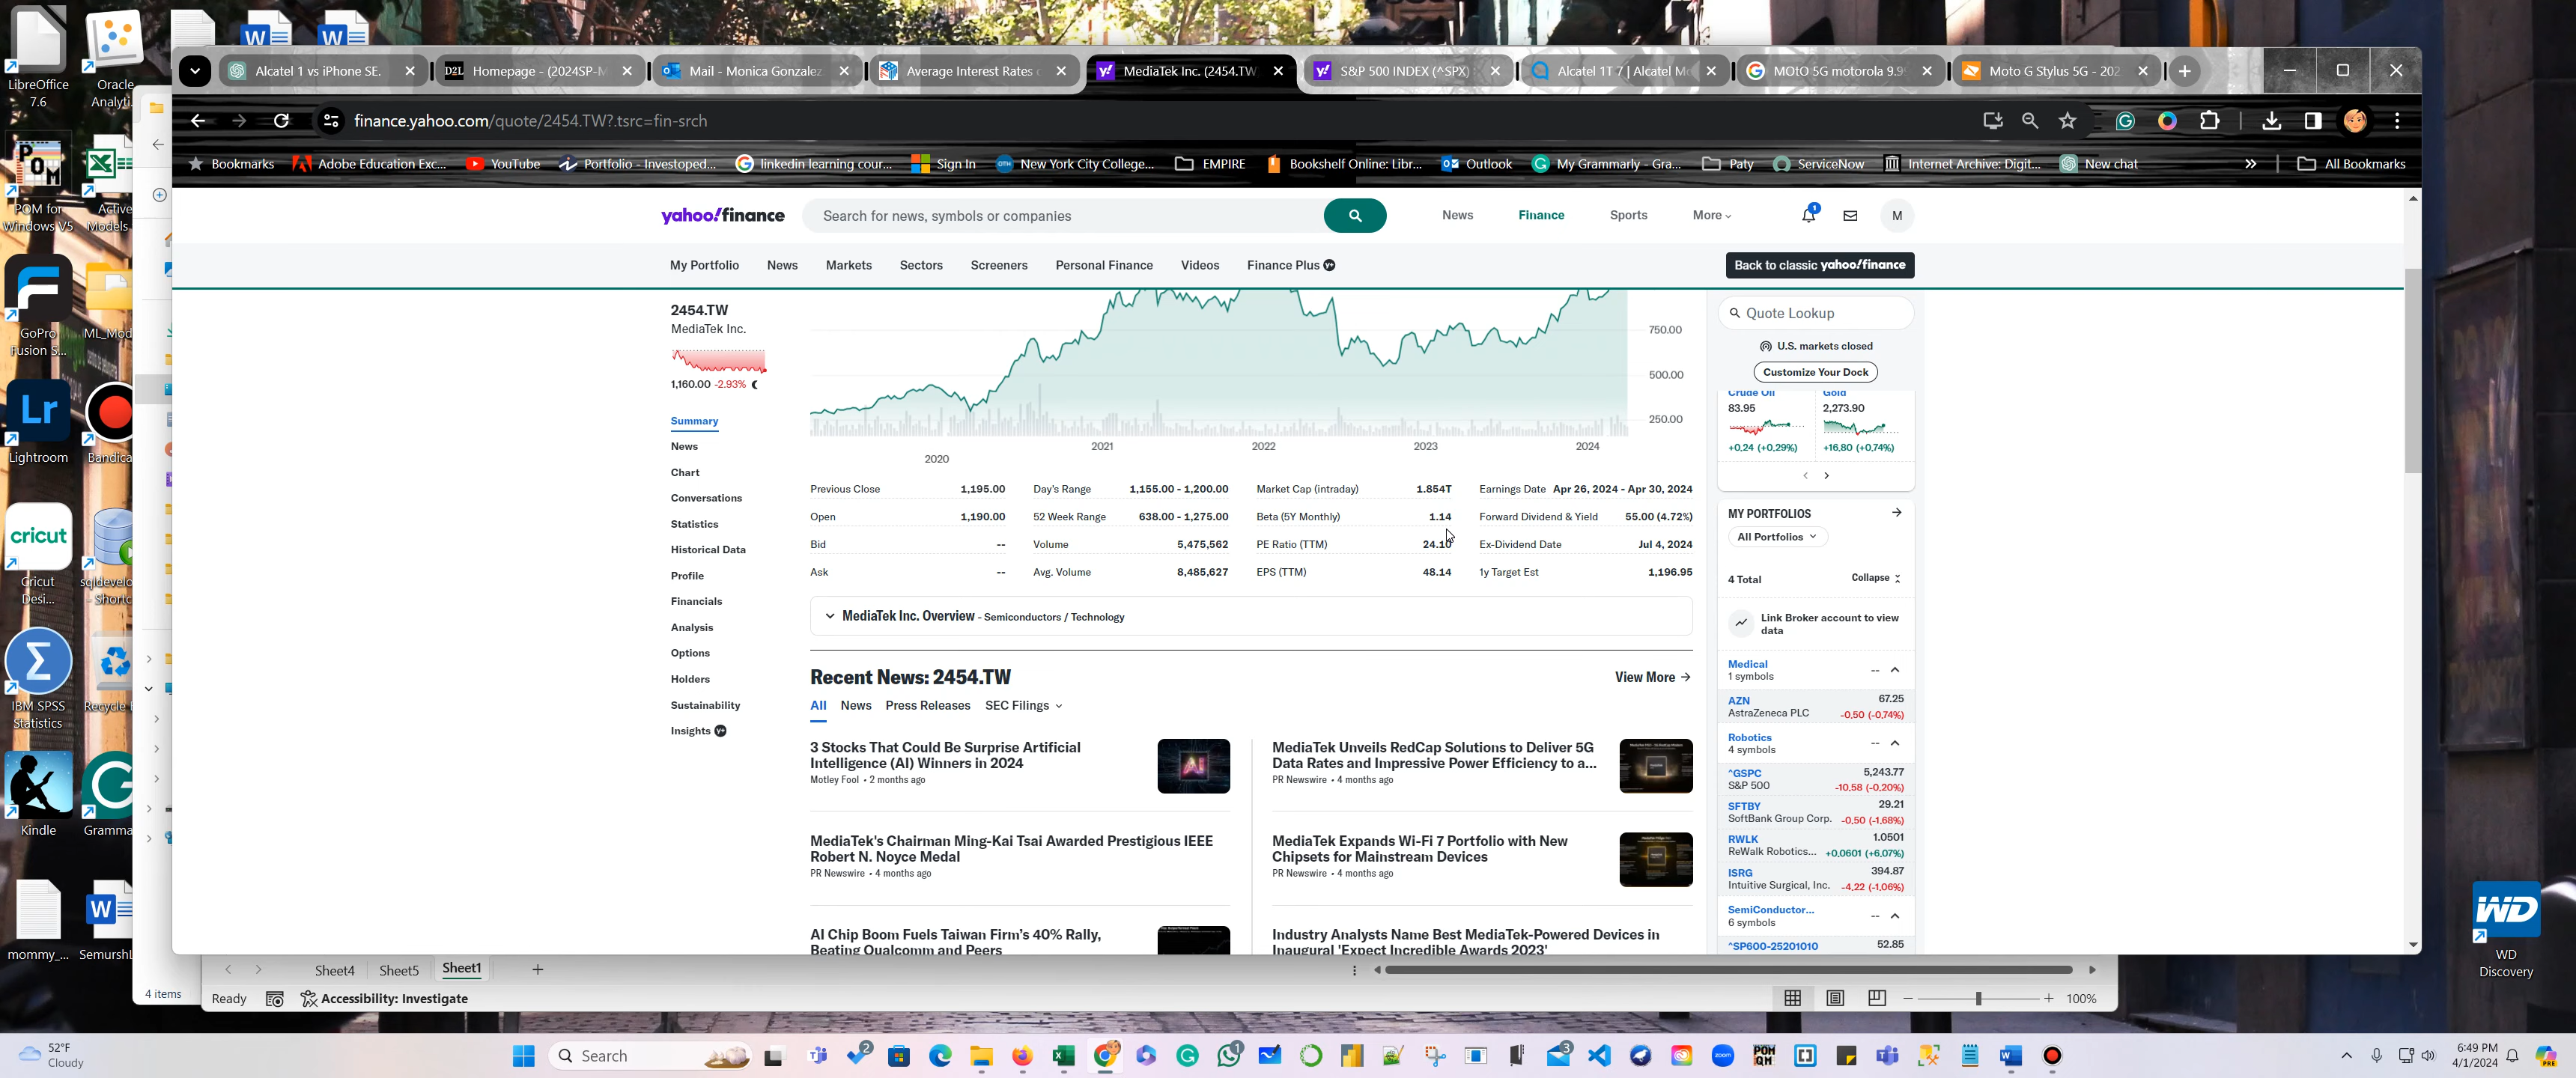 LibreOffice 7.6
Oracle Analyti...
POM for Windows V5
Active Models
GoPro Fusion S...
ML_Mod
Lightroom
Bandica
cricut
Cricut Desi...
sqldevelo - Shortc
IBM SPSS Statistics
Recycle
Kindle
Gramma
mommy_...
SemurshL
WD Discovery
Alcatel 1 vs iPhone SE.
D2L Homepage - (2024SP-M
Mail - Monica Gonzalez
Average Interest Rates
MediaTek Inc. (2454.TW
S&P 500 INDEX (^SPX)
Alcatel 1T 7 | Alcatel Mo
MOtO 5G motorola 9.9
Moto G Stylus 5G - 202
finance.yahoo.com/quote/2454.TW?.tsrc=fin-srch
Bookmarks
Adobe Education Exc...
YouTube
Portfolio - Investoped...
linkedin learning cour...
Sign In
New York City College...
EMPIRE
Bookshelf Online: Libr...
Outlook
My Grammarly - Gra...
Paty
ServiceNow
Internet Archive: Digit...
New chat
All Bookmarks
yahoo!finance
Search for news, symbols or companies
News
Finance
Sports
More
1
M
My Portfolio
News
Markets
Sectors
Screeners
Personal Finance
Videos
Finance Plus
Back to classic yahoo!finance
2454.TW
MediaTek Inc.
1,160.00 -2.93%
Summary
News
Chart
Conversations
Statistics
Historical Data
Profile
Financials
Analysis
Options
Holders
Sustainability
Insights
750.00
500.00
250.00
2020
2021
2022
2023
2024
Previous Close 1,195.00
Open 1,190.00
Bid --
Ask --
Day's Range 1,155.00 - 1,200.00
52 Week Range 638.00 - 1,275.00
Volume 5,475,562
Avg. Volume 8,485,627
Market Cap (intraday) 1.854T
Beta (5Y Monthly) 1.14
PE Ratio (TTM) 24.10
EPS (TTM) 48.14
Earnings Date Apr 26, 2024 - Apr 30, 2024
Forward Dividend & Yield 55.00 (4.72%)
Ex-Dividend Date Jul 4, 2024
1y Target Est 1,196.95
MediaTek Inc. Overview - Semiconductors / Technology
Recent News: 2454.TW
View More
All
News
Press Releases
SEC Filings
3 Stocks That Could Be Surprise Artificial
Intelligence (AI) Winners in 2024
Motley Fool • 2 months ago
MediaTek Unveils RedCap Solutions to Deliver 5G
Data Rates and Impressive Power Efficiency to a...
PR Newswire • 4 months ago
MediaTek's Chairman Ming-Kai Tsai Awarded Prestigious IEEE
Robert N. Noyce Medal
PR Newswire • 4 months ago
MediaTek Expands Wi-Fi 7 Portfolio with New
Chipsets for Mainstream Devices
PR Newswire • 4 months ago
AI Chip Boom Fuels Taiwan Firm's 40% Rally,
Beating Qualcomm and Peers
Industry Analysts Name Best MediaTek-Powered Devices in
Inaugural 'Expect Incredible Awards 2023'
Quote Lookup
U.S. markets closed
Customize Your Dock
Crude Oil
83.95
+0.24 (+0.29%)
Gold
2,273.90
+16.80 (+0.74%)
MY PORTFOLIOS
All Portfolios
4 Total
Collapse
Link Broker account to view
data
Medical --
1 symbols
AZN 67.25
AstraZeneca PLC -0.50 (-0.74%)
Robotics --
4 symbols
^GSPC 5,243.77
S&P 500 -10.58 (-0.20%)
SFTBY 29.21
SoftBank Group Corp. -0.50 (-1.68%)
RWLK 1.0501
ReWalk Robotics... +0.0601 (+6.07%)
ISRG 394.87
Intuitive Surgical, Inc. -4.22 (-1.06%)
SemiConductor... --
6 symbols
^SP600-25201010 52.85
4 items
Sheet4
Sheet5
Sheet1
Ready
Accessibility: Investigate
100%
52°F
Cloudy
Search
6:49 PM
4/1/2024